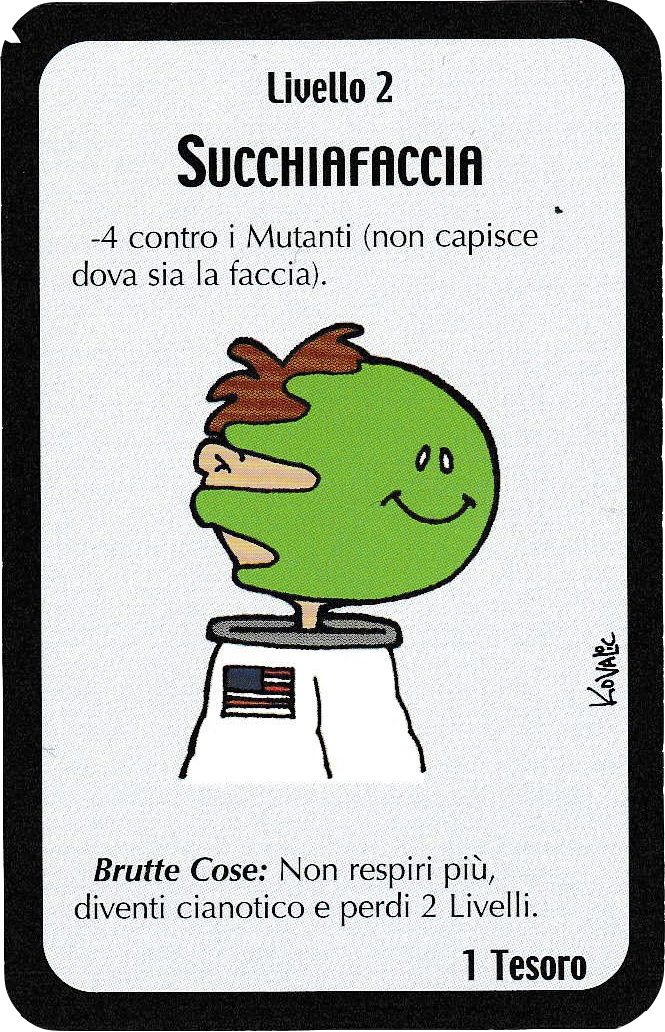 Livello 2
Succhiafaccia
-4 contro i Mutanti (non capisce
dova sia la faccia).
Kovalic
Brutte Cose: Non respiri più,
diventi cianotico e perdi 2 Livelli.
1 Tesoro